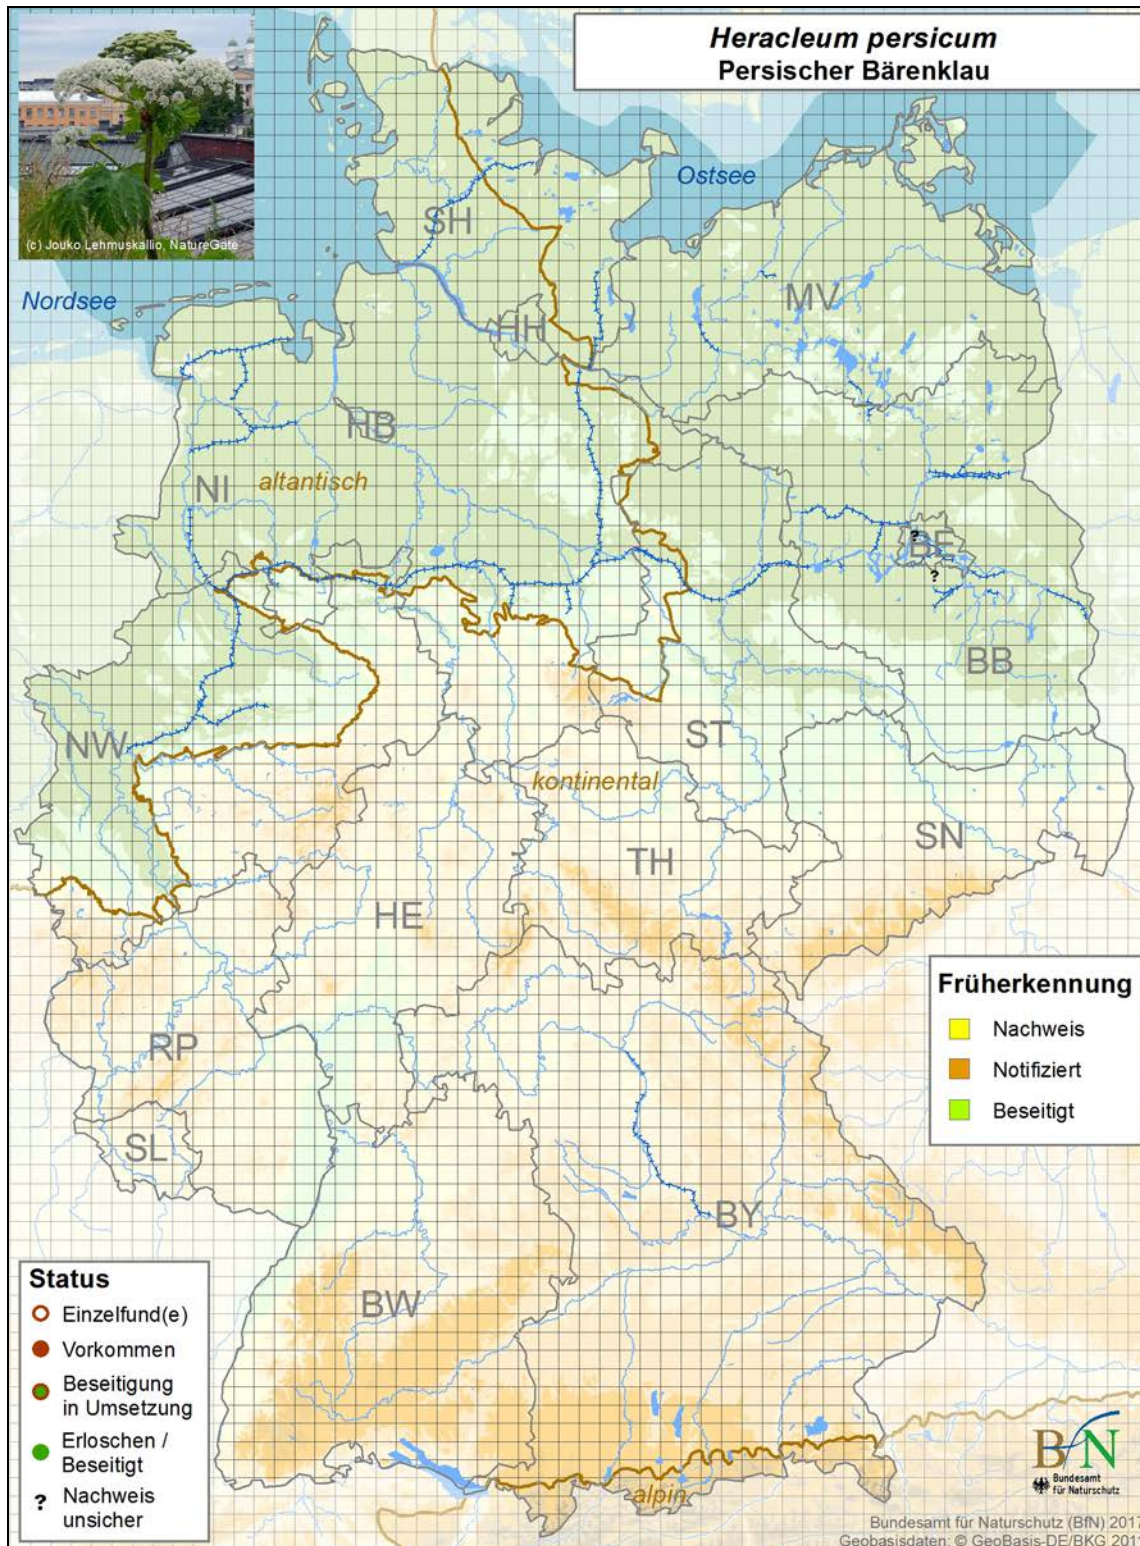 Heracleum persicum
Persischer Bärenklau
(c) Jouko Lehmuskallio, NatureGate
Ostsee
SH
Nordsee
MV
HH
HB
NI
altantisch
BE
?
?
BB
NW
ST
kontinental
SN
TH
HE
Früherkennung
Nachweis
Notifiziert
Beseitigt
RP
SL
BY
BW
Status
Einzelfund(e)
Vorkommen
Beseitigung
in Umsetzung
Erloschen /
Beseitigt
? Nachweis
unsicher
alpin
BfN
Bundesamt
für Naturschutz
Bundesamt für Naturschutz (BfN) 2017
Geobasisdaten: © GeoBasis-DE/BKG 2011